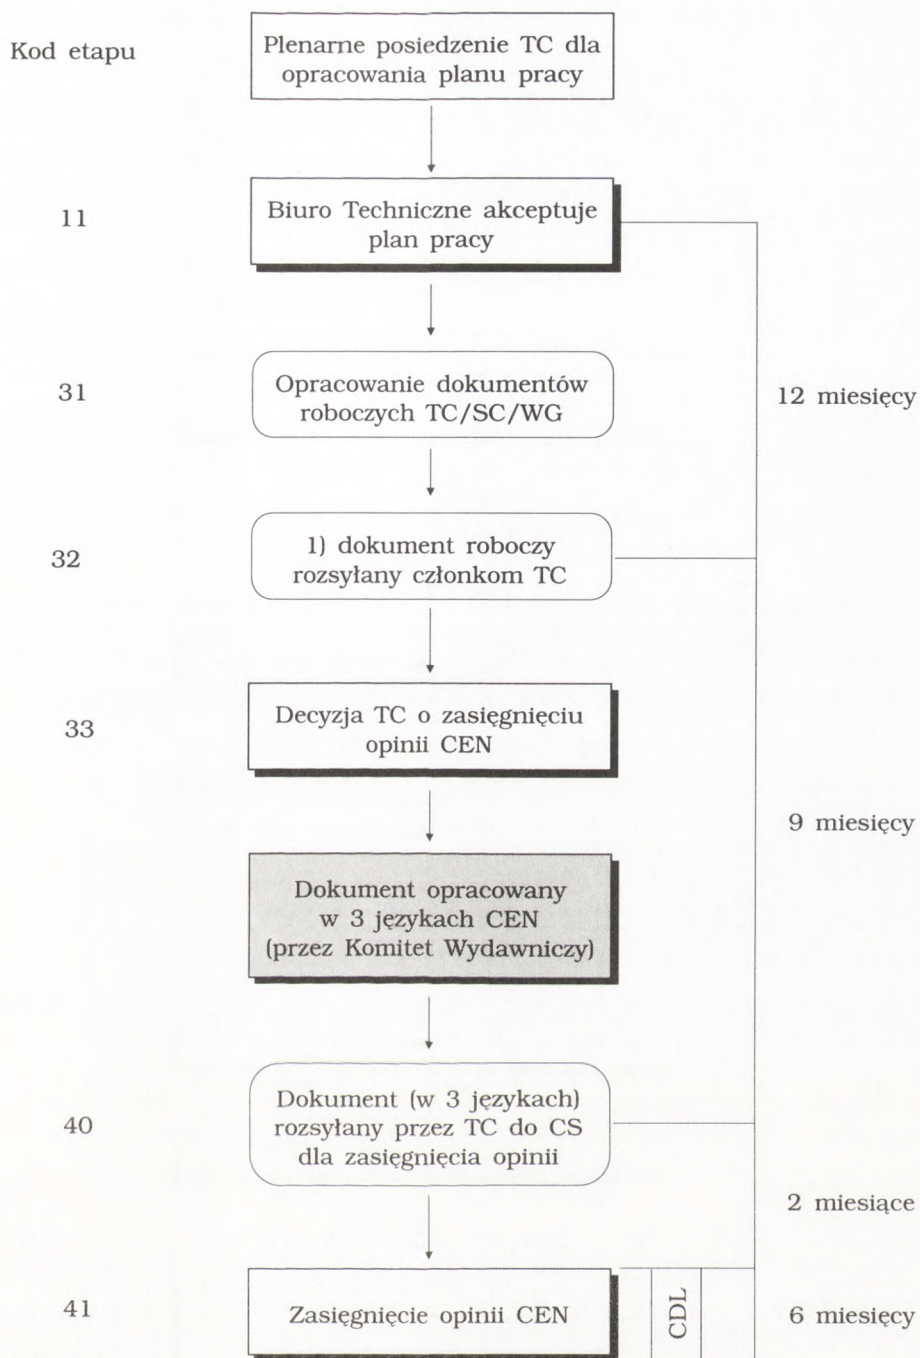 Kod etapu
Plenarne posiedzenie TC dla
opracowania planu pracy
11
Biuro Techniczne akceptuje
plan pracy
31
Opracowanie dokumentów
roboczych TC/SC/WG
12 miesięcy
32
1) dokument roboczy
rozsyłany członkom TC
33
Decyzja TC o zasięgnięciu
opinii CEN
9 miesięcy
Dokument opracowany
w 3 językach CEN
(przez Komitet Wydawniczy)
40
Dokument (w 3 językach)
rozsyłany przez TC do CS
dla zasięgnięcia opinii
2 miesiące
41
Zasięgnięcie opinii CEN
CDL
6 miesięcy